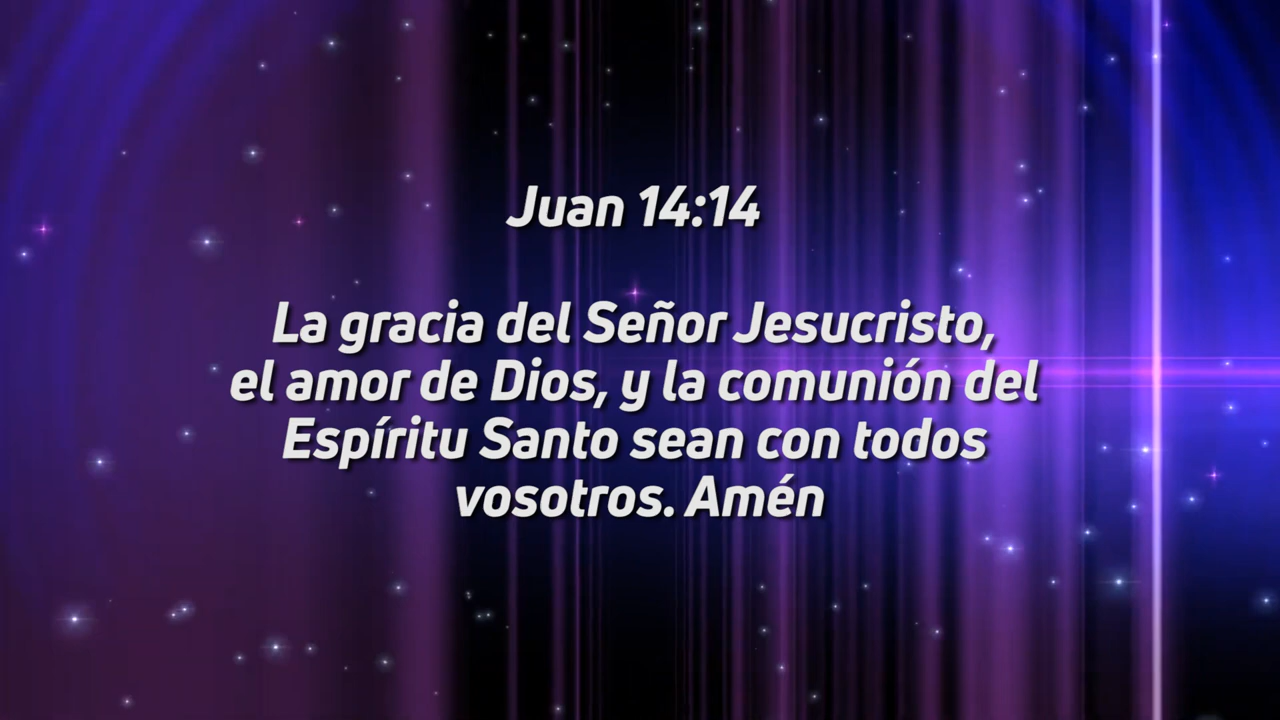 Juan 14:14
La gracia del Señor Jesucristo,
el amor de Dios, y la comunión del
Espíritu Santo sean con todos
vosotros. Amén